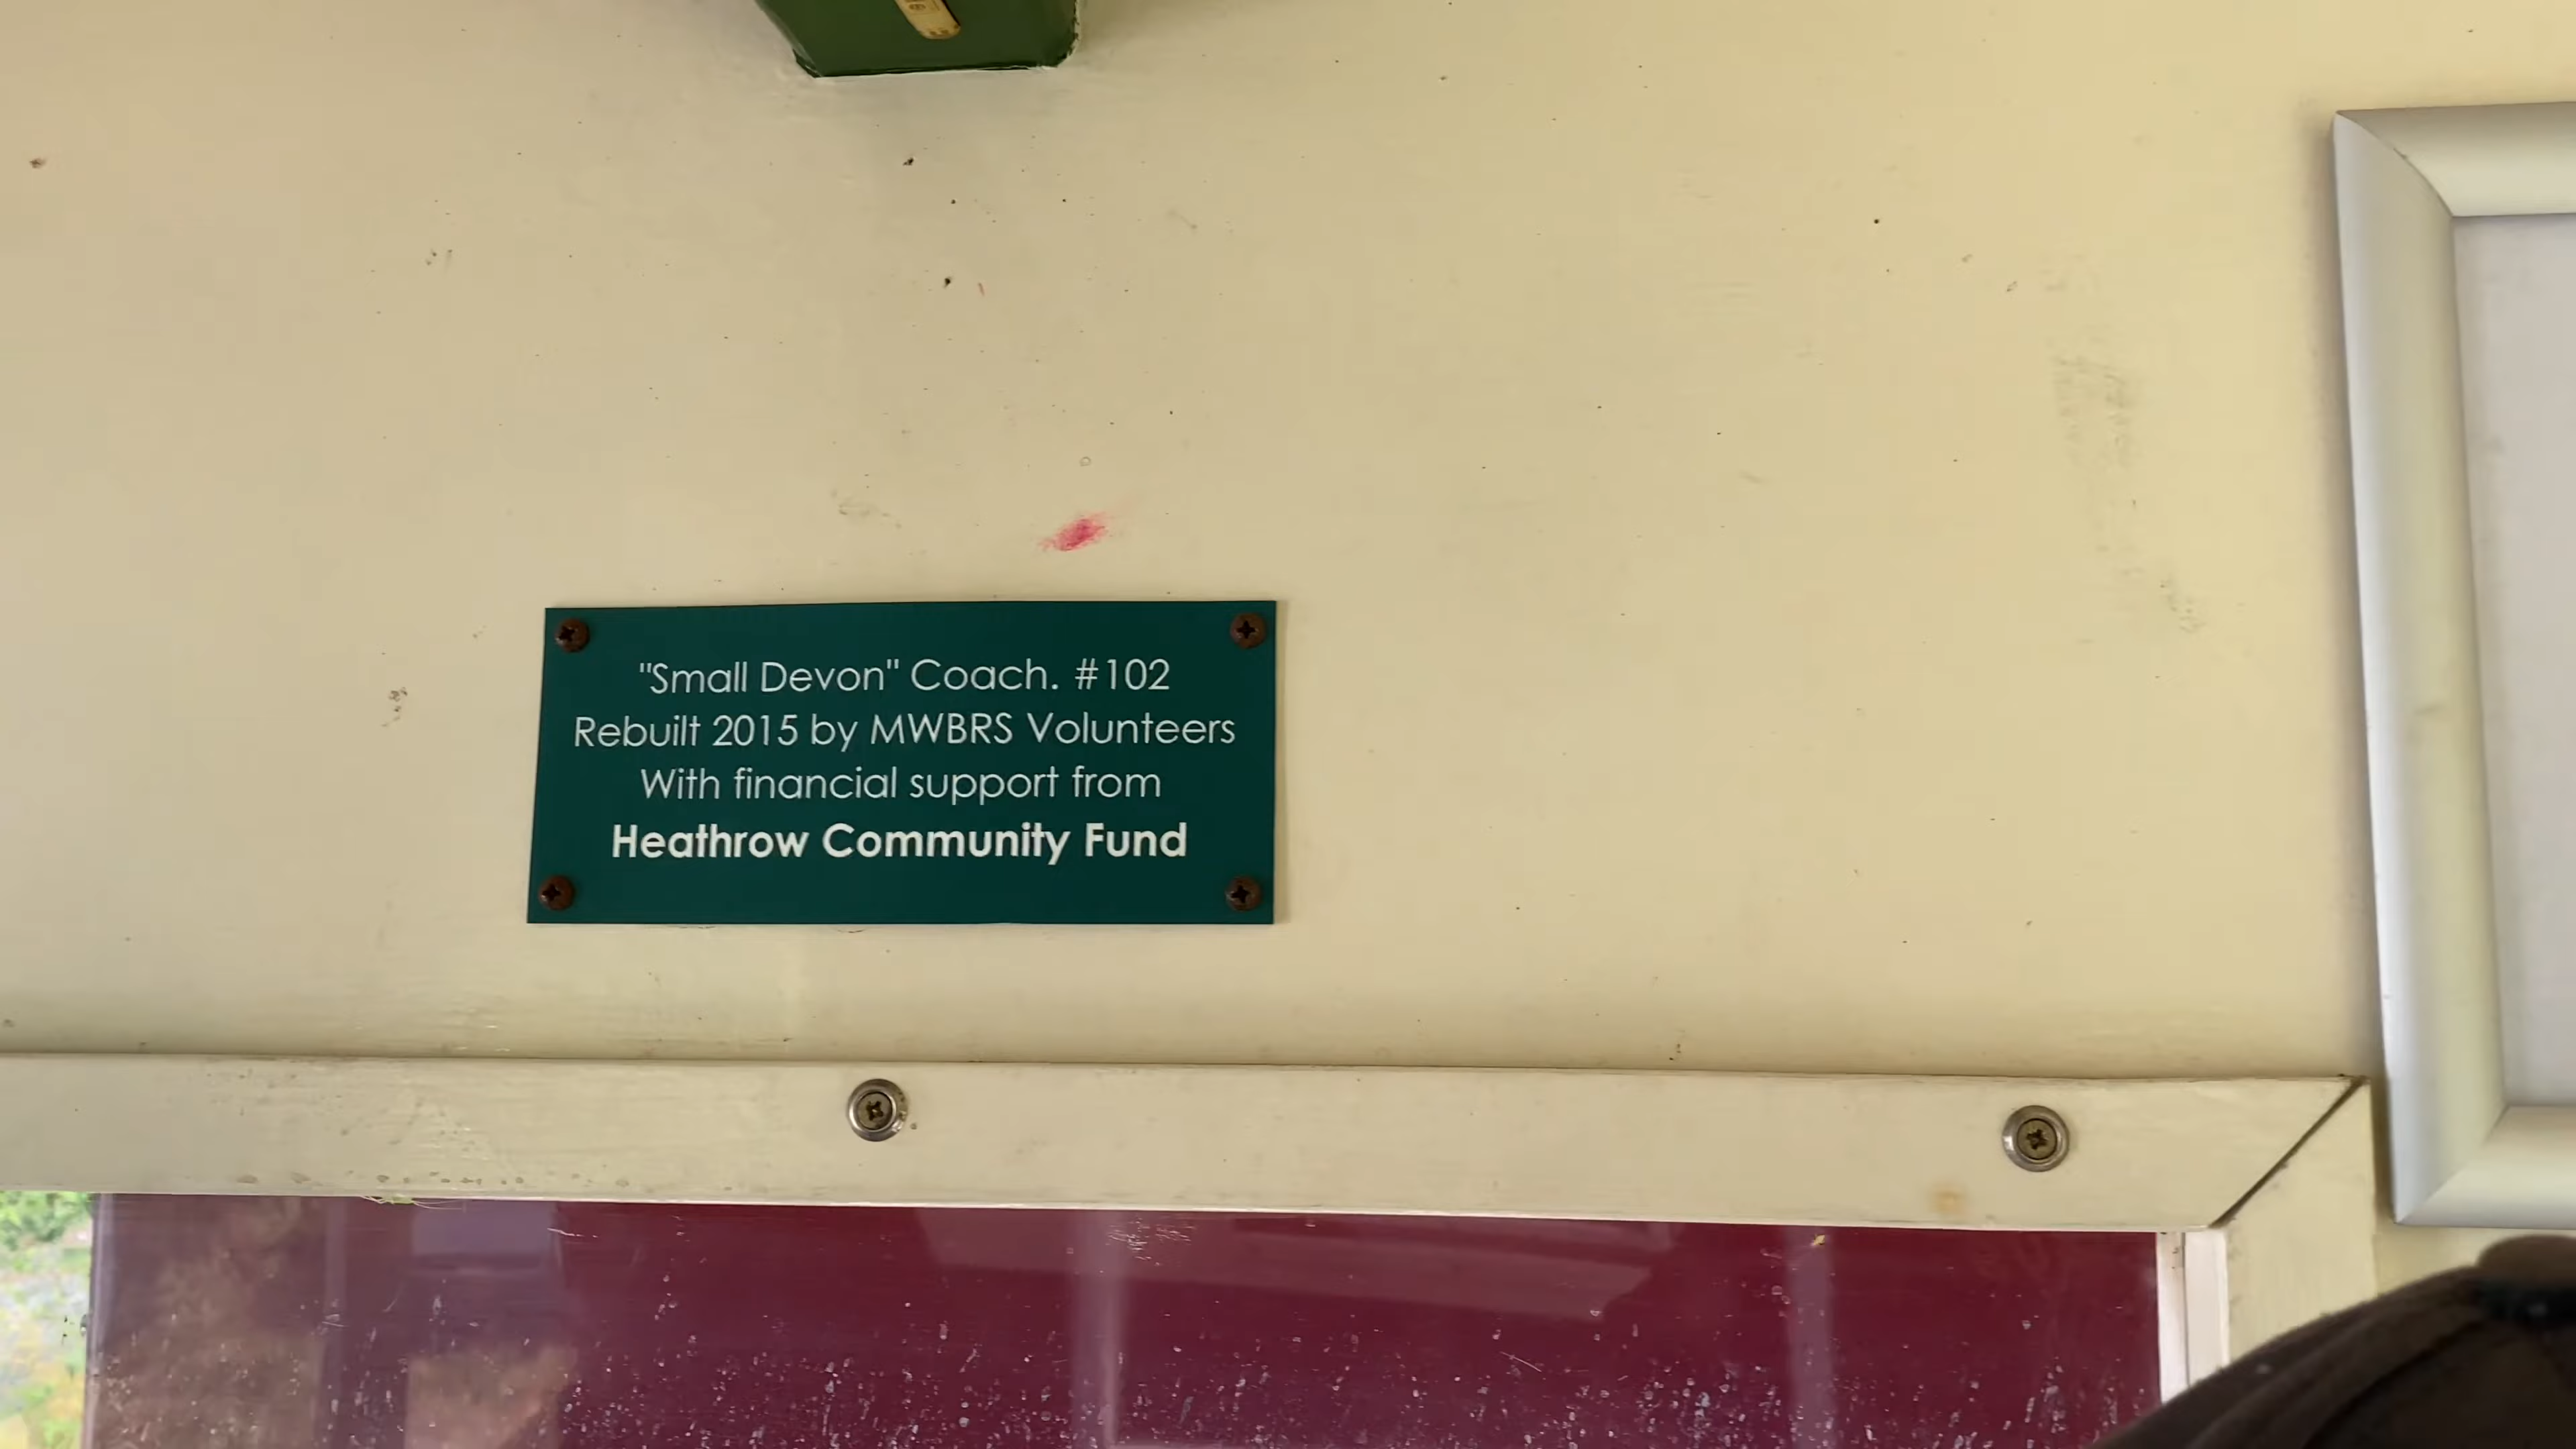 "Small Devon" Coach. #102
Rebuilt 2015 by MWBRS Volunteers
With financial support from
Heathrow Community Fund